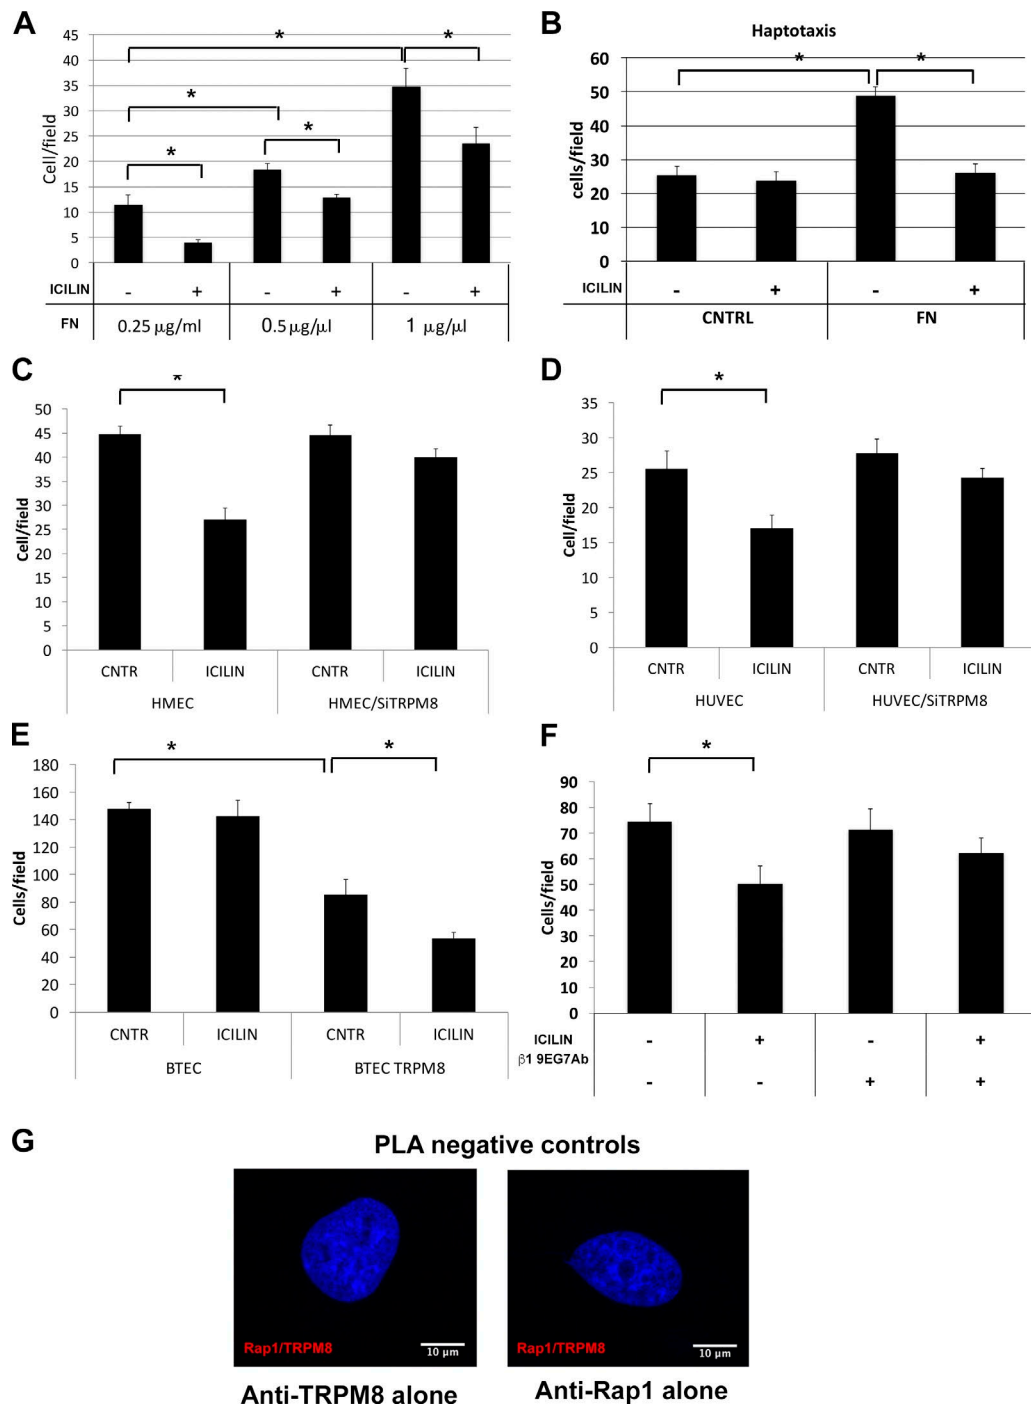 A
*
*
*
*
*
Cell/field
45
40
35
30
25
20
15
10
5
0
ICILIN - + - + - +
FN 0.25 µg/ml 0.5 µg/µl 1 µg/µl
B
Haptotaxis
*
*
cells/field
60
50
40
30
20
10
0
ICILIN - + - +
CNTRL FN
C
*
Cell/field
50
45
40
35
30
25
20
15
10
5
0
CNTR ICILIN CNTR ICILIN
HMEC HMEC/SiTRPM8
D
*
Cell/field
35
30
25
20
15
10
5
0
CNTR ICILIN CNTR ICILIN
HUVEC HUVEC/SiTRPM8
E
* *
Cells/field
180
160
140
120
100
80
60
40
20
0
CNTR ICILIN CNTR ICILIN
BTEC BTEC TRPM8
F
*
Cells/field
90
80
70
60
50
40
30
20
10
0
ICILIN - + - +
β1 9EG7Ab - - + +
G
PLA negative controls
Rap1/TRPM8 10 µm
Rap1/TRPM8 10 µm
Anti-TRPM8 alone Anti-Rap1 alone